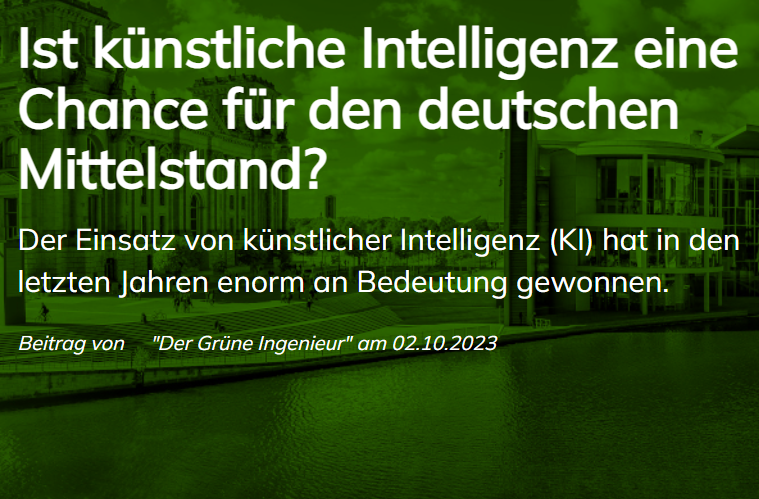 Ist künstliche Intelligenz eine
Chance für den deutschen
Mittelstand?
Der Einsatz von künstlicher Intelligenz (KI) hat in den
letzten Jahren enorm an Bedeutung gewonnen.
Beitrag von "Der Grüne Ingenieur" am 02.10.2023